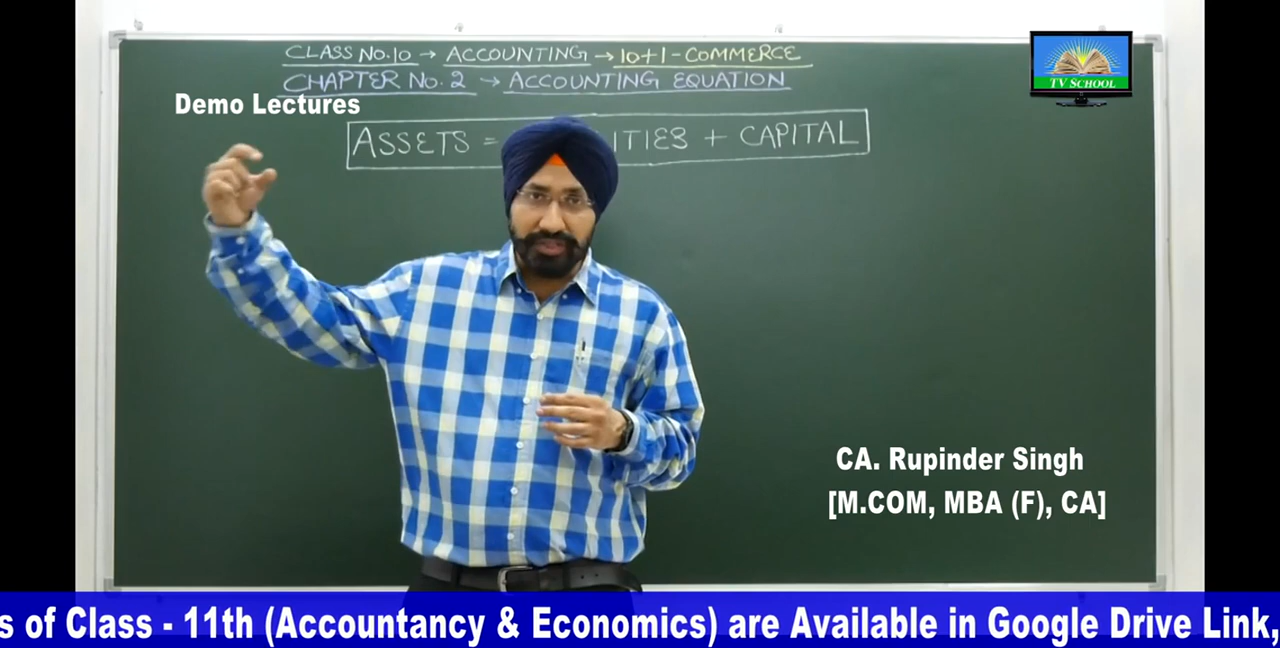 CLASS No.10 → ACCOUNTING → 10+1-COMMERCE
CHAPTER No. 2 → ACCOUNTING EQUATION
Demo Lectures
TV SCHOOL
ASSETS = ITIES + CAPITAL
CA. Rupinder Singh
[M.COM, MBA (F), CA]
s of Class - 11th (Accountancy & Economics) are Available in Google Drive Link,